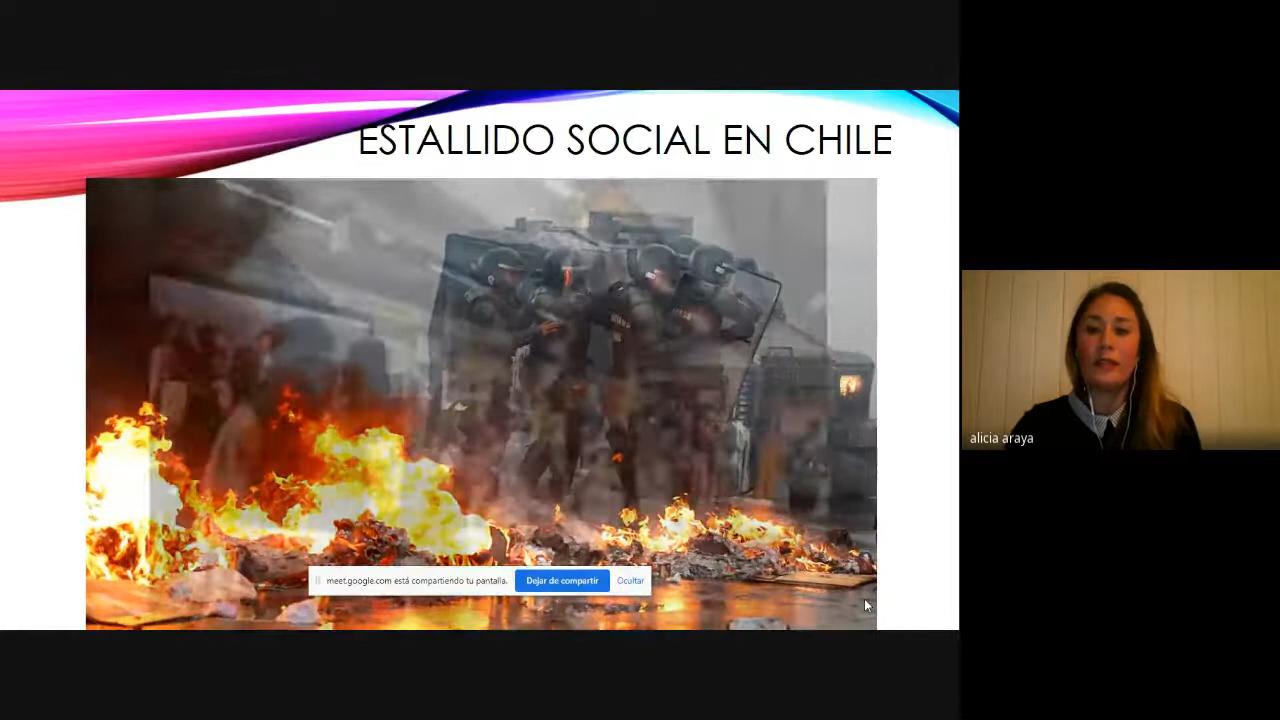 ESTALLIDO SOCIAL EN CHILE
alicia araya
meet.google.com está compartiendo tu pantalla.
Dejar de compartir
Ocultar